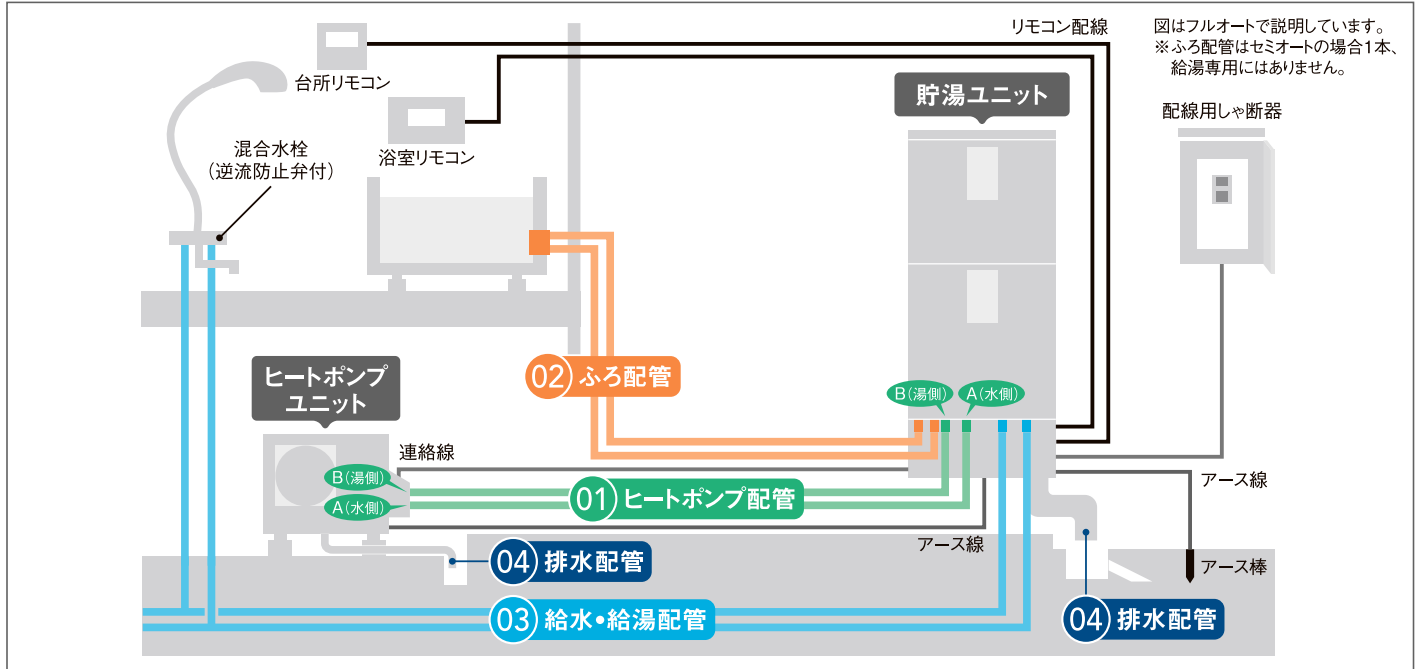 リモコン配線
図はフルオートで説明しています。
※ふろ配管はセミオートの場合1本、
給湯専用にはありません。
台所リモコン
貯湯ユニット
配線用しゃ断器
混合水栓
(逆流防止弁付)
浴室リモコン
02 ふろ配管
ヒートポンプ
ユニット
B(湯側)
A(水側)
連絡線
B(湯側)
A(水側)
01 ヒートポンプ配管
アース線
アース線
04 排水配管
アース棒
03 給水・給湯配管
04 排水配管